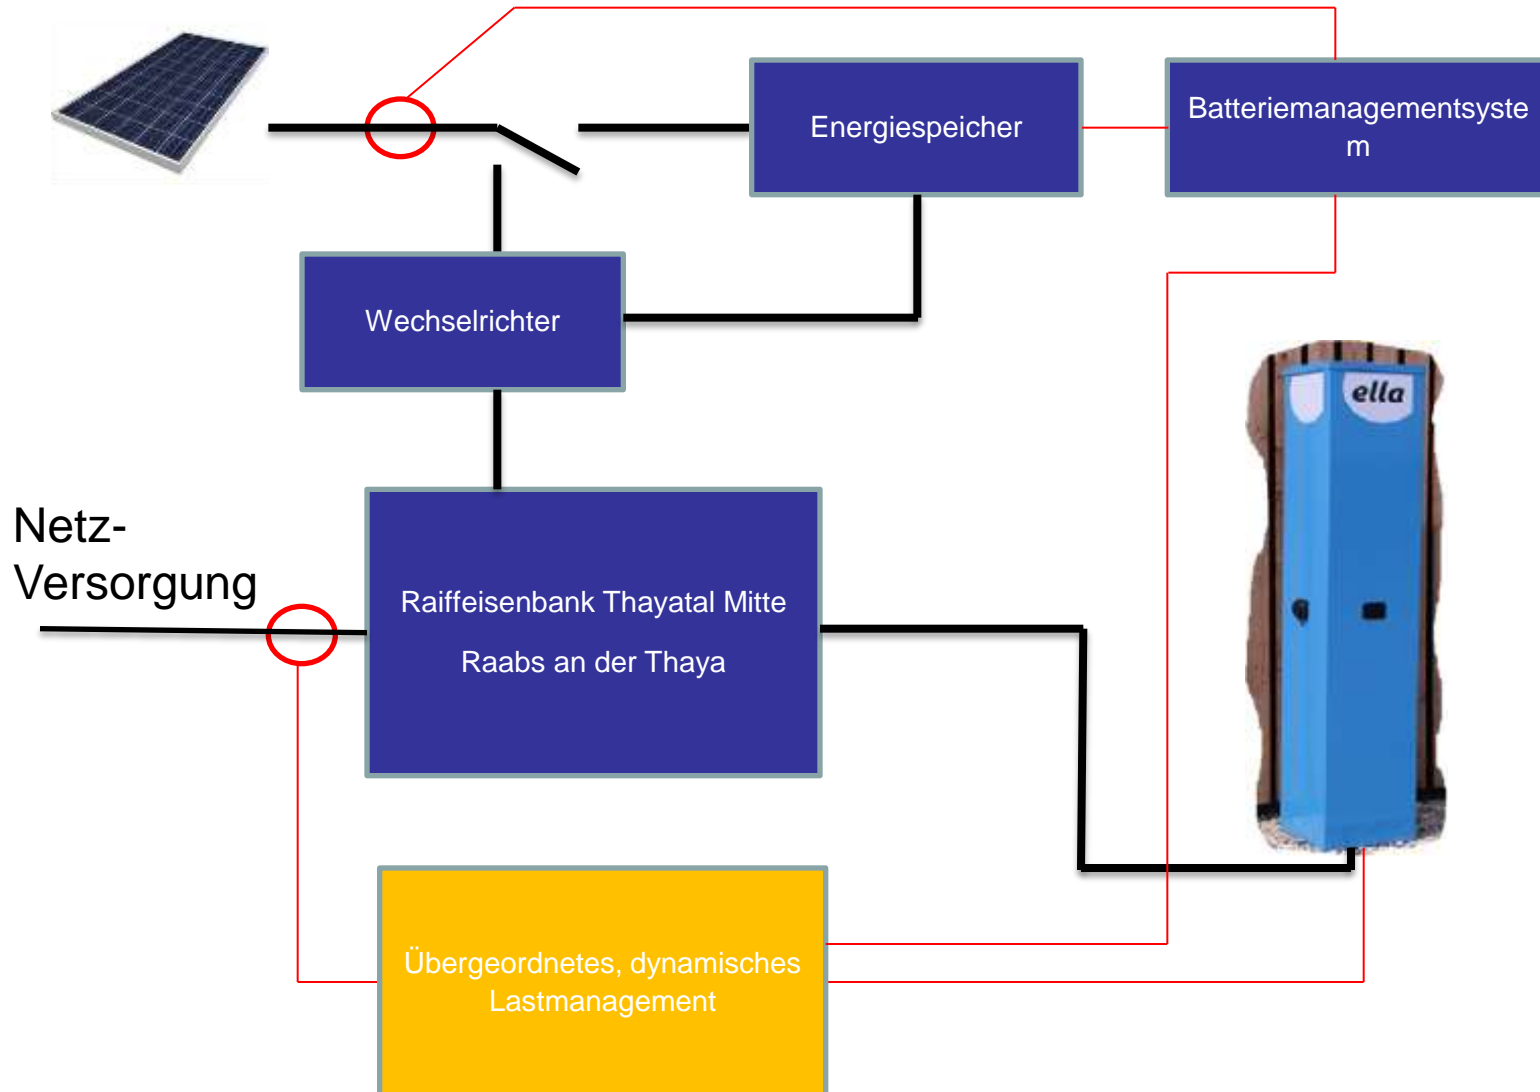 Energiespeicher
Batteriemanagementsyste
m
Wechselrichter
ella
Netz-
Versorgung
Raiffeisenbank Thayatal Mitte
Raabs an der Thaya
Übergeordnetes, dynamisches
Lastmanagement